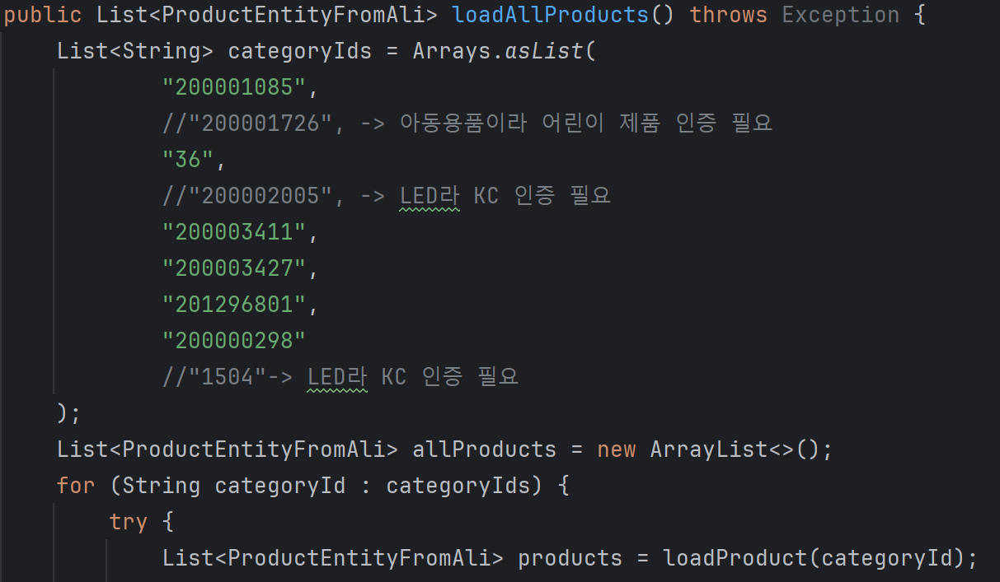 public List<ProductEntityFromAli> loadAllProducts() throws Exception {
    List<String> categoryIds = Arrays.asList(
            "200001085",
            //"200001726", -> 아동용품이라 어린이 제품 인증 필요
            "36",
            //"200002005", -> LED라 KC 인증 필요
            "200003411",
            "200003427",
            "201296801",
            "200000298"
            //"1504"-> LED라 KC 인증 필요
    );
    List<ProductEntityFromAli> allProducts = new ArrayList<>();
    for (String categoryId : categoryIds) {
        try {
            List<ProductEntityFromAli> products = loadProduct(categoryId);